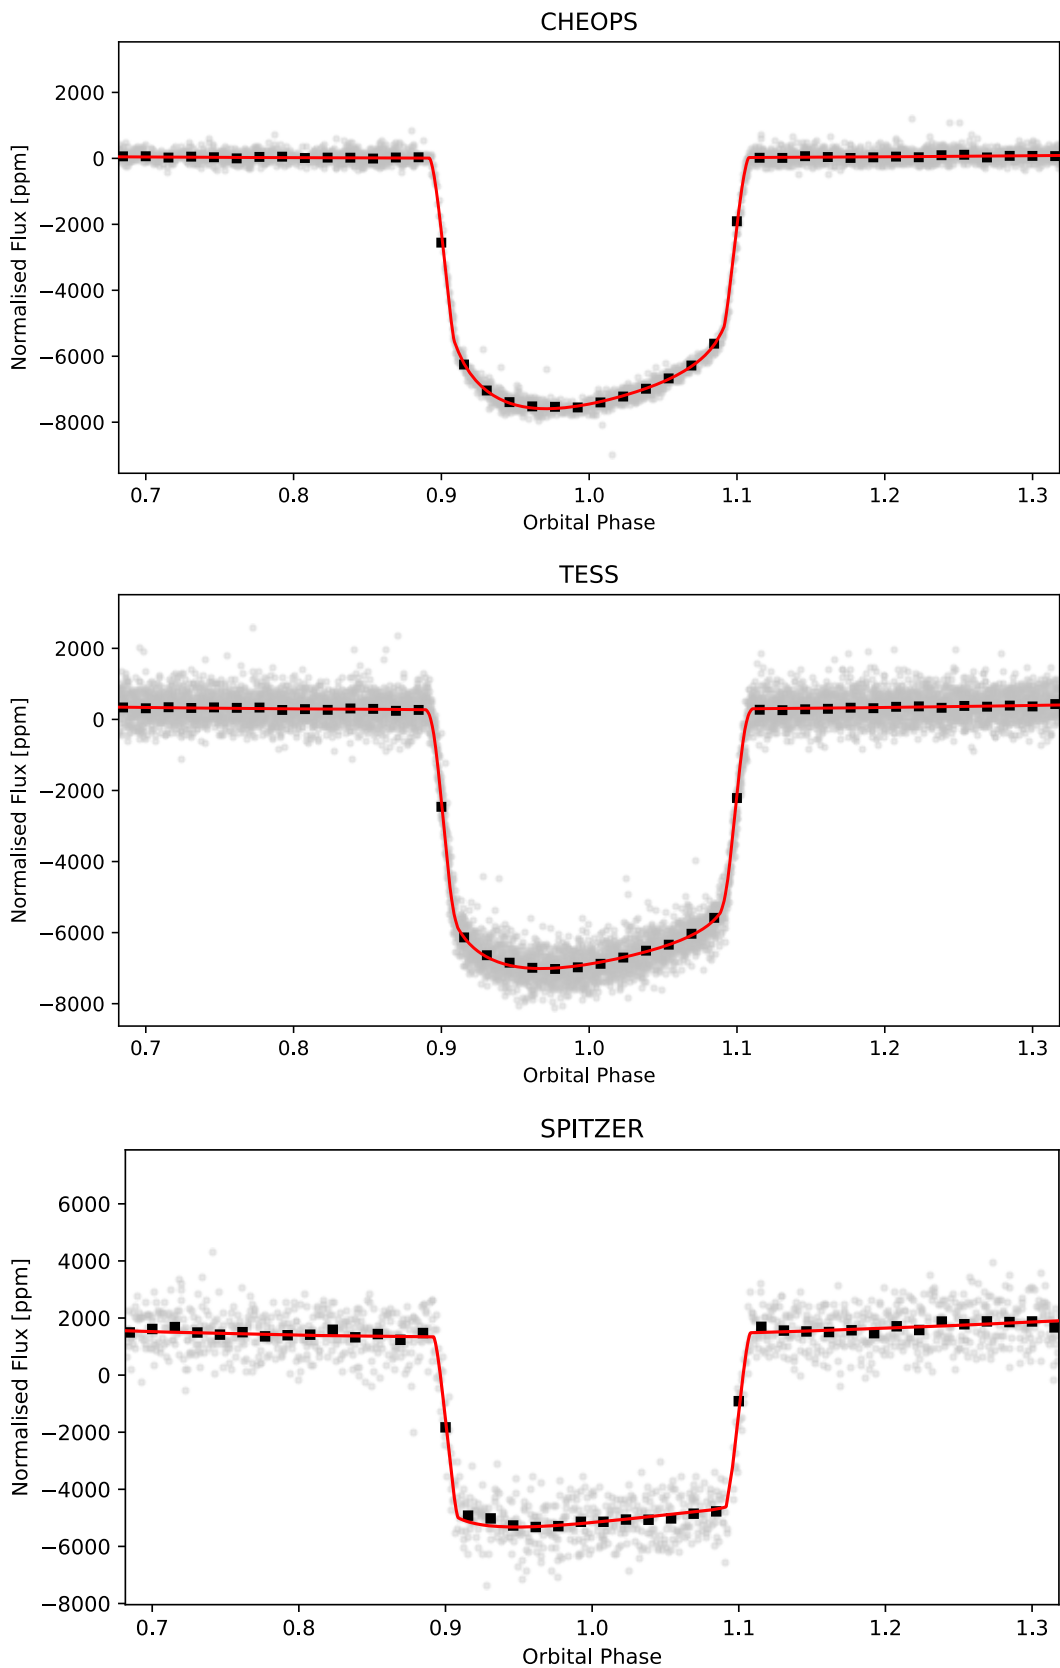 CHEOPS
2000
0
−2000
−4000
−6000
−8000
Normalised Flux [ppm]
0.7 0.8 0.9 1.0 1.1 1.2 1.3
Orbital Phase
TESS
2000
0
−2000
−4000
−6000
−8000
Normalised Flux [ppm]
0.7 0.8 0.9 1.0 1.1 1.2 1.3
Orbital Phase
SPITZER
6000
4000
2000
0
−2000
−4000
−6000
−8000
Normalised Flux [ppm]
0.7 0.8 0.9 1.0 1.1 1.2 1.3
Orbital Phase